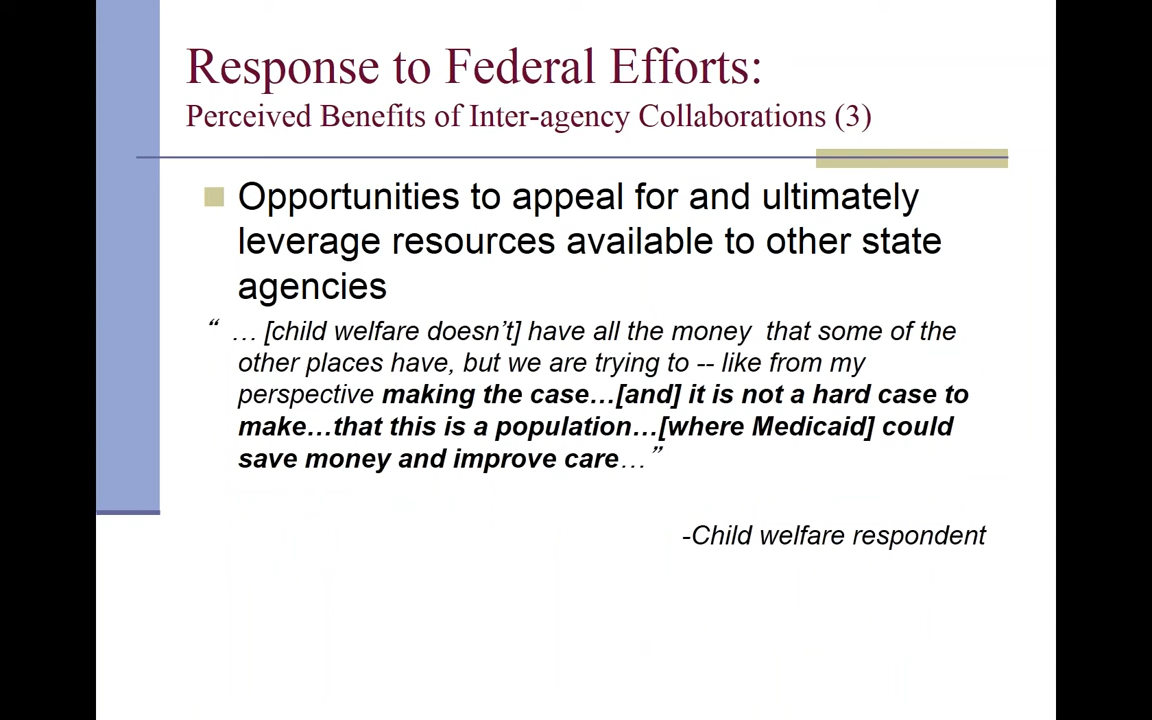 Response to Federal Efforts:
Perceived Benefits of Inter-agency Collaborations (3)
Opportunities to appeal for and ultimately
leverage resources available to other state
agencies
“ … [child welfare doesn’t] have all the money  that some of the
other places have, but we are trying to -- like from my
perspective making the case…[and] it is not a hard case to
make…that this is a population…[where Medicaid] could
save money and improve care…”
-Child welfare respondent